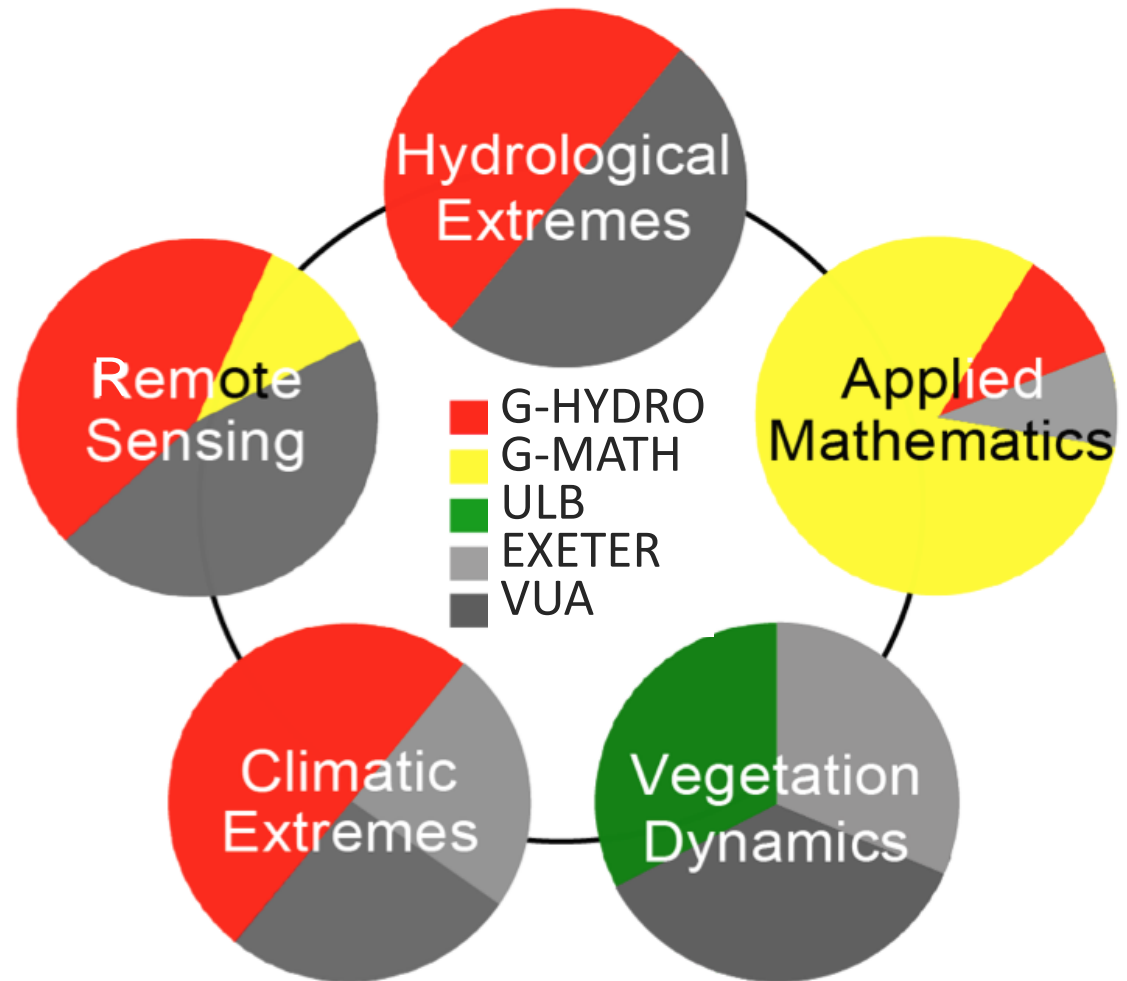 Hydrological
Extremes
Remote
Sensing
Applied
Mathematics
G-HYDRO
G-MATH
ULB
EXETER
VUA
Climatic
Extremes
Vegetation
Dynamics